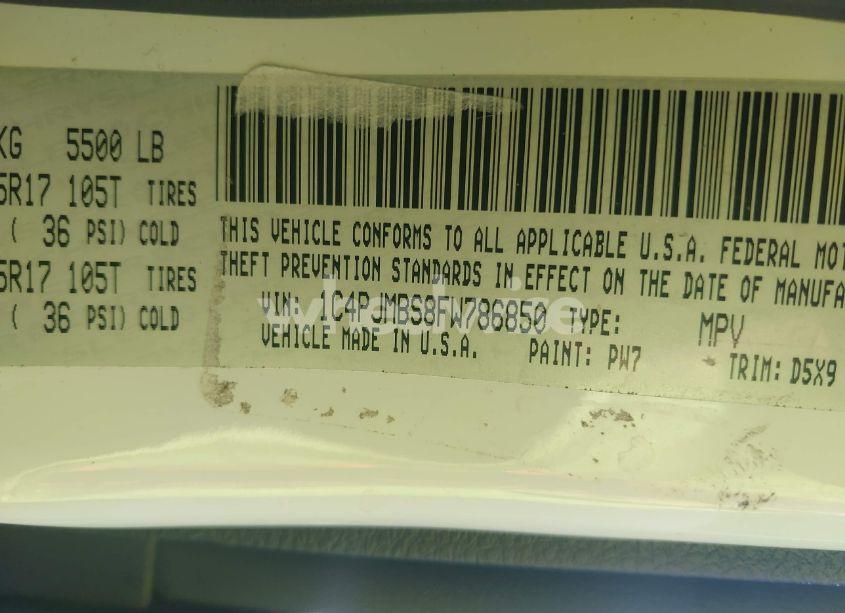 KG 5500 LB
5R17 105T TIRES
( 36 PSI) COLD
5R17 105T TIRES
( 36 PSI) COLD
THIS VEHICLE CONFORMS TO ALL APPLICABLE U.S.A. FEDERAL MOT
THEFT PREVENTION STANDARDS IN EFFECT ON THE DATE OF MANUFA
VIN: 1C4PJMBS8FW786850 TYPE: MPV
VEHICLE MADE IN U.S.A. PAINT: PW7 TRIM: D5X9